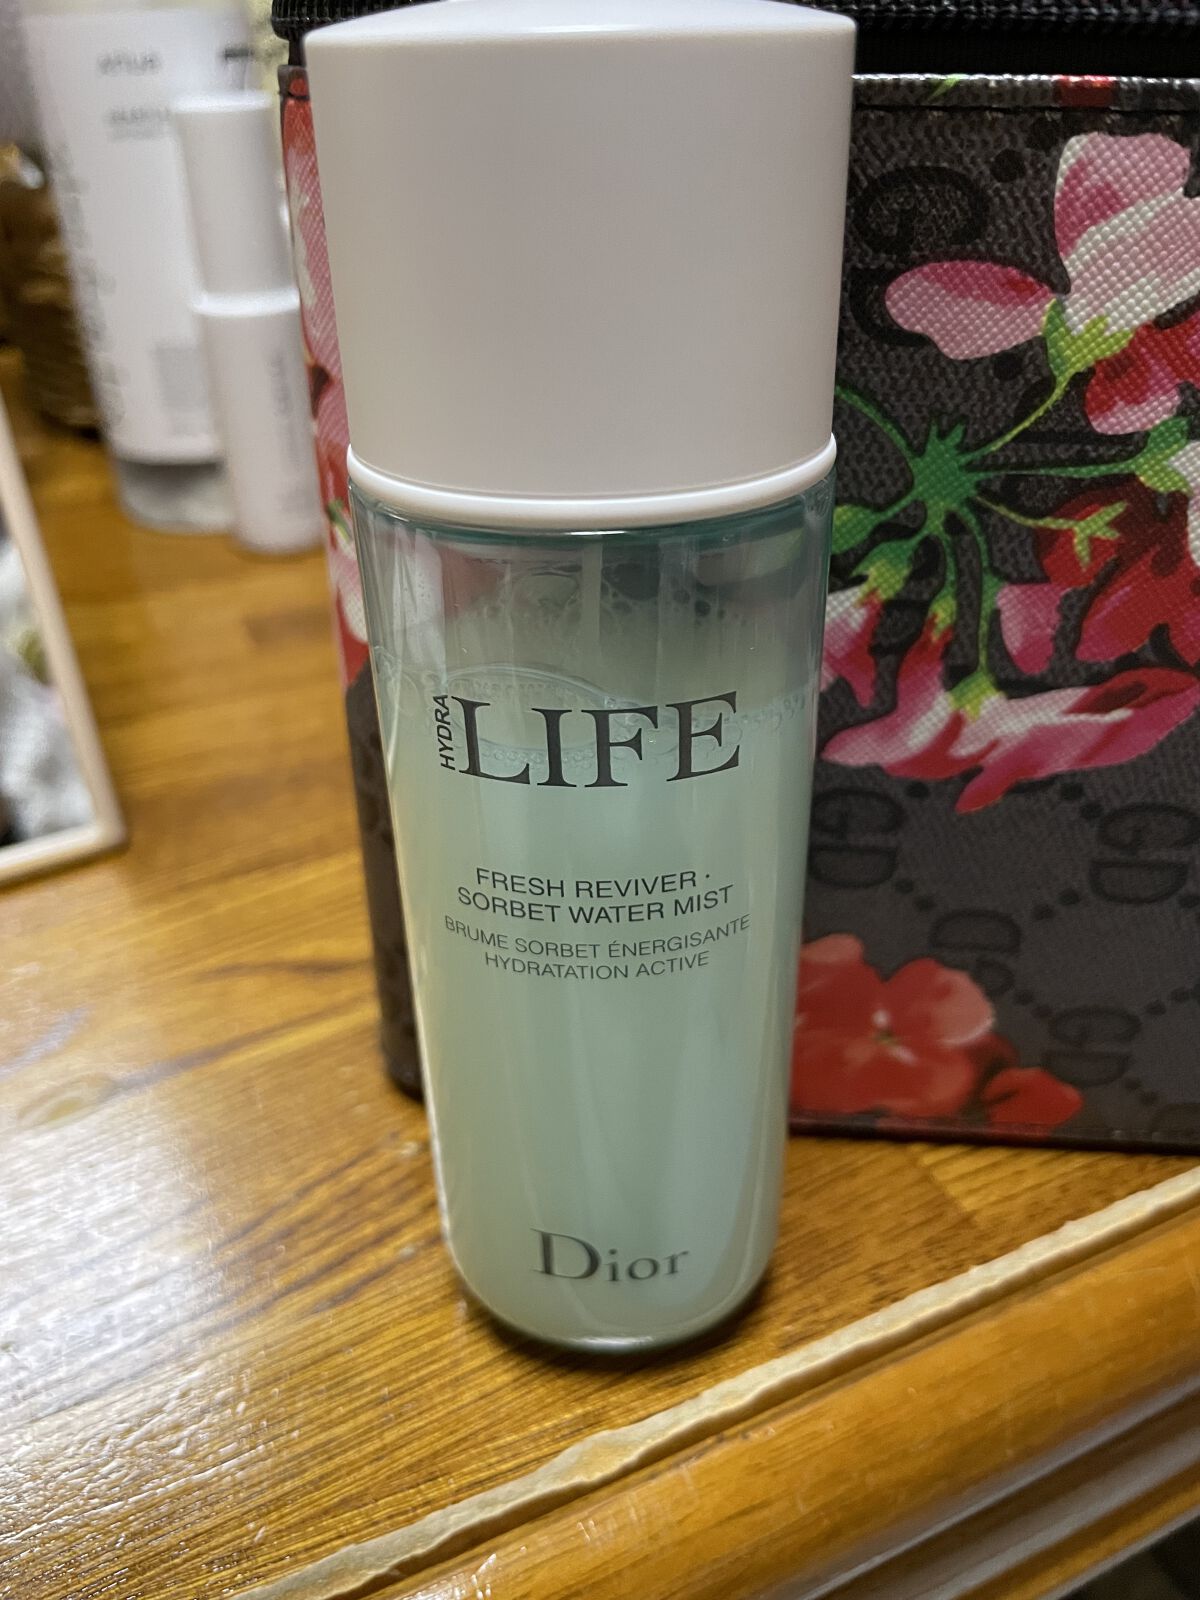 HYDRA
LIFE
FRESH REVIVER ·
SORBET WATER MIST
BRUME SORBET ÉNERGISANTE
HYDRATATION ACTIVE
Dior